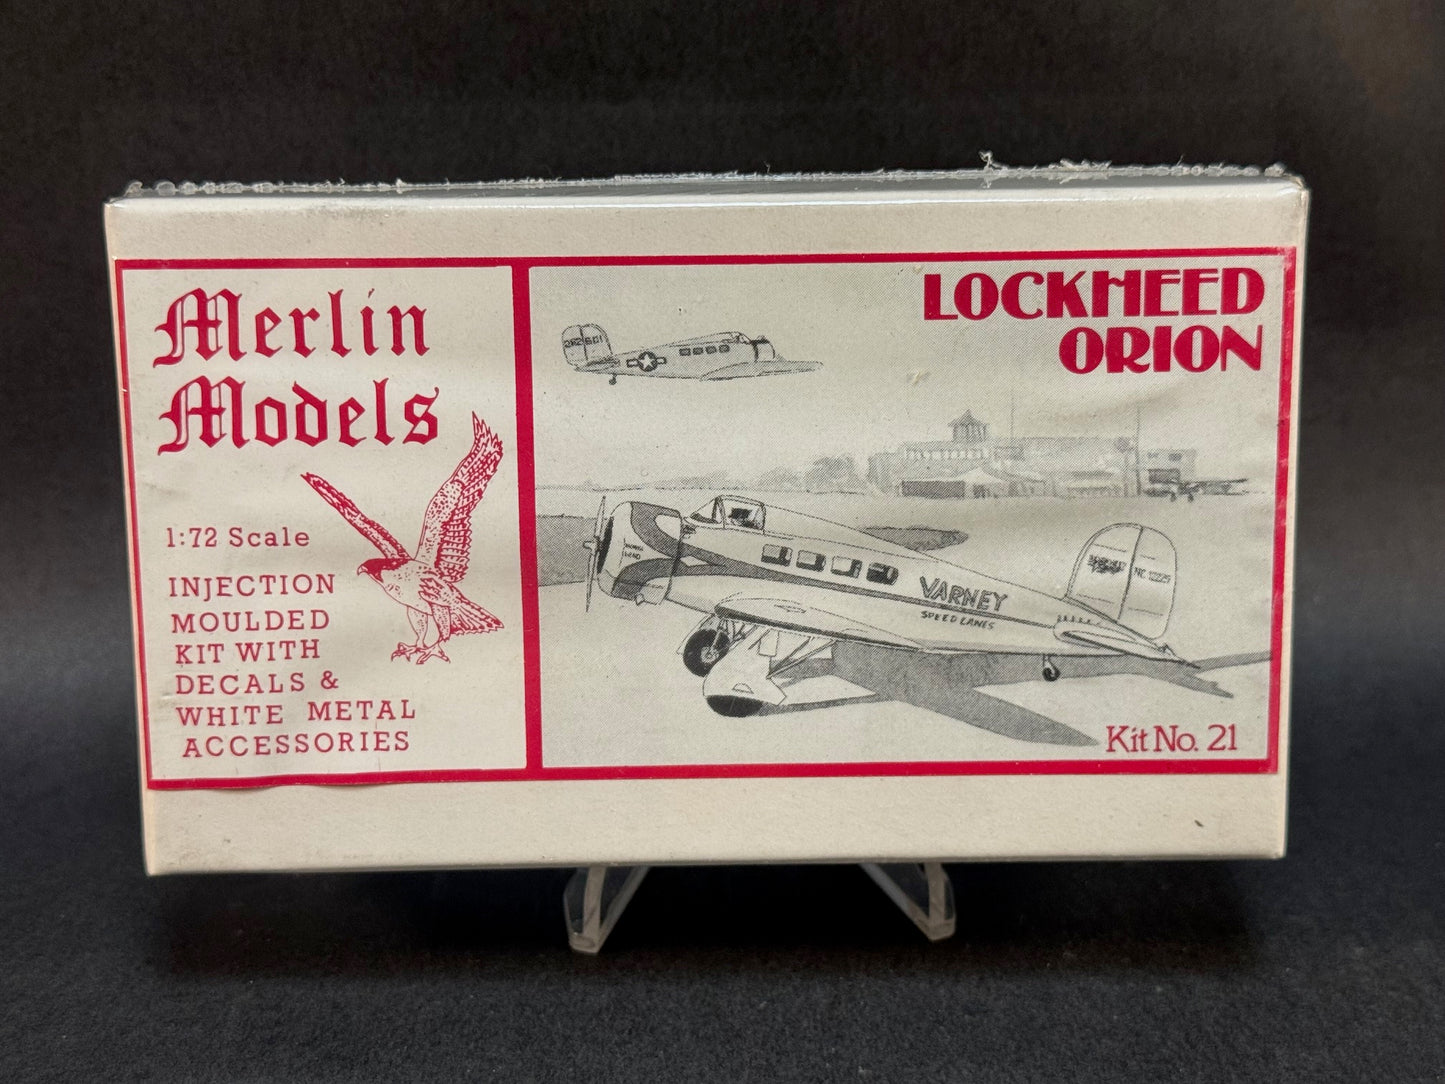 Merlin
Models
1:72 Scale
INJECTION
MOULDED
KIT WITH
DECALS &
WHITE METAL
ACCESSORIES
LOCKHEED
ORION
VARNEY
SPEED LANES
Kit No. 21